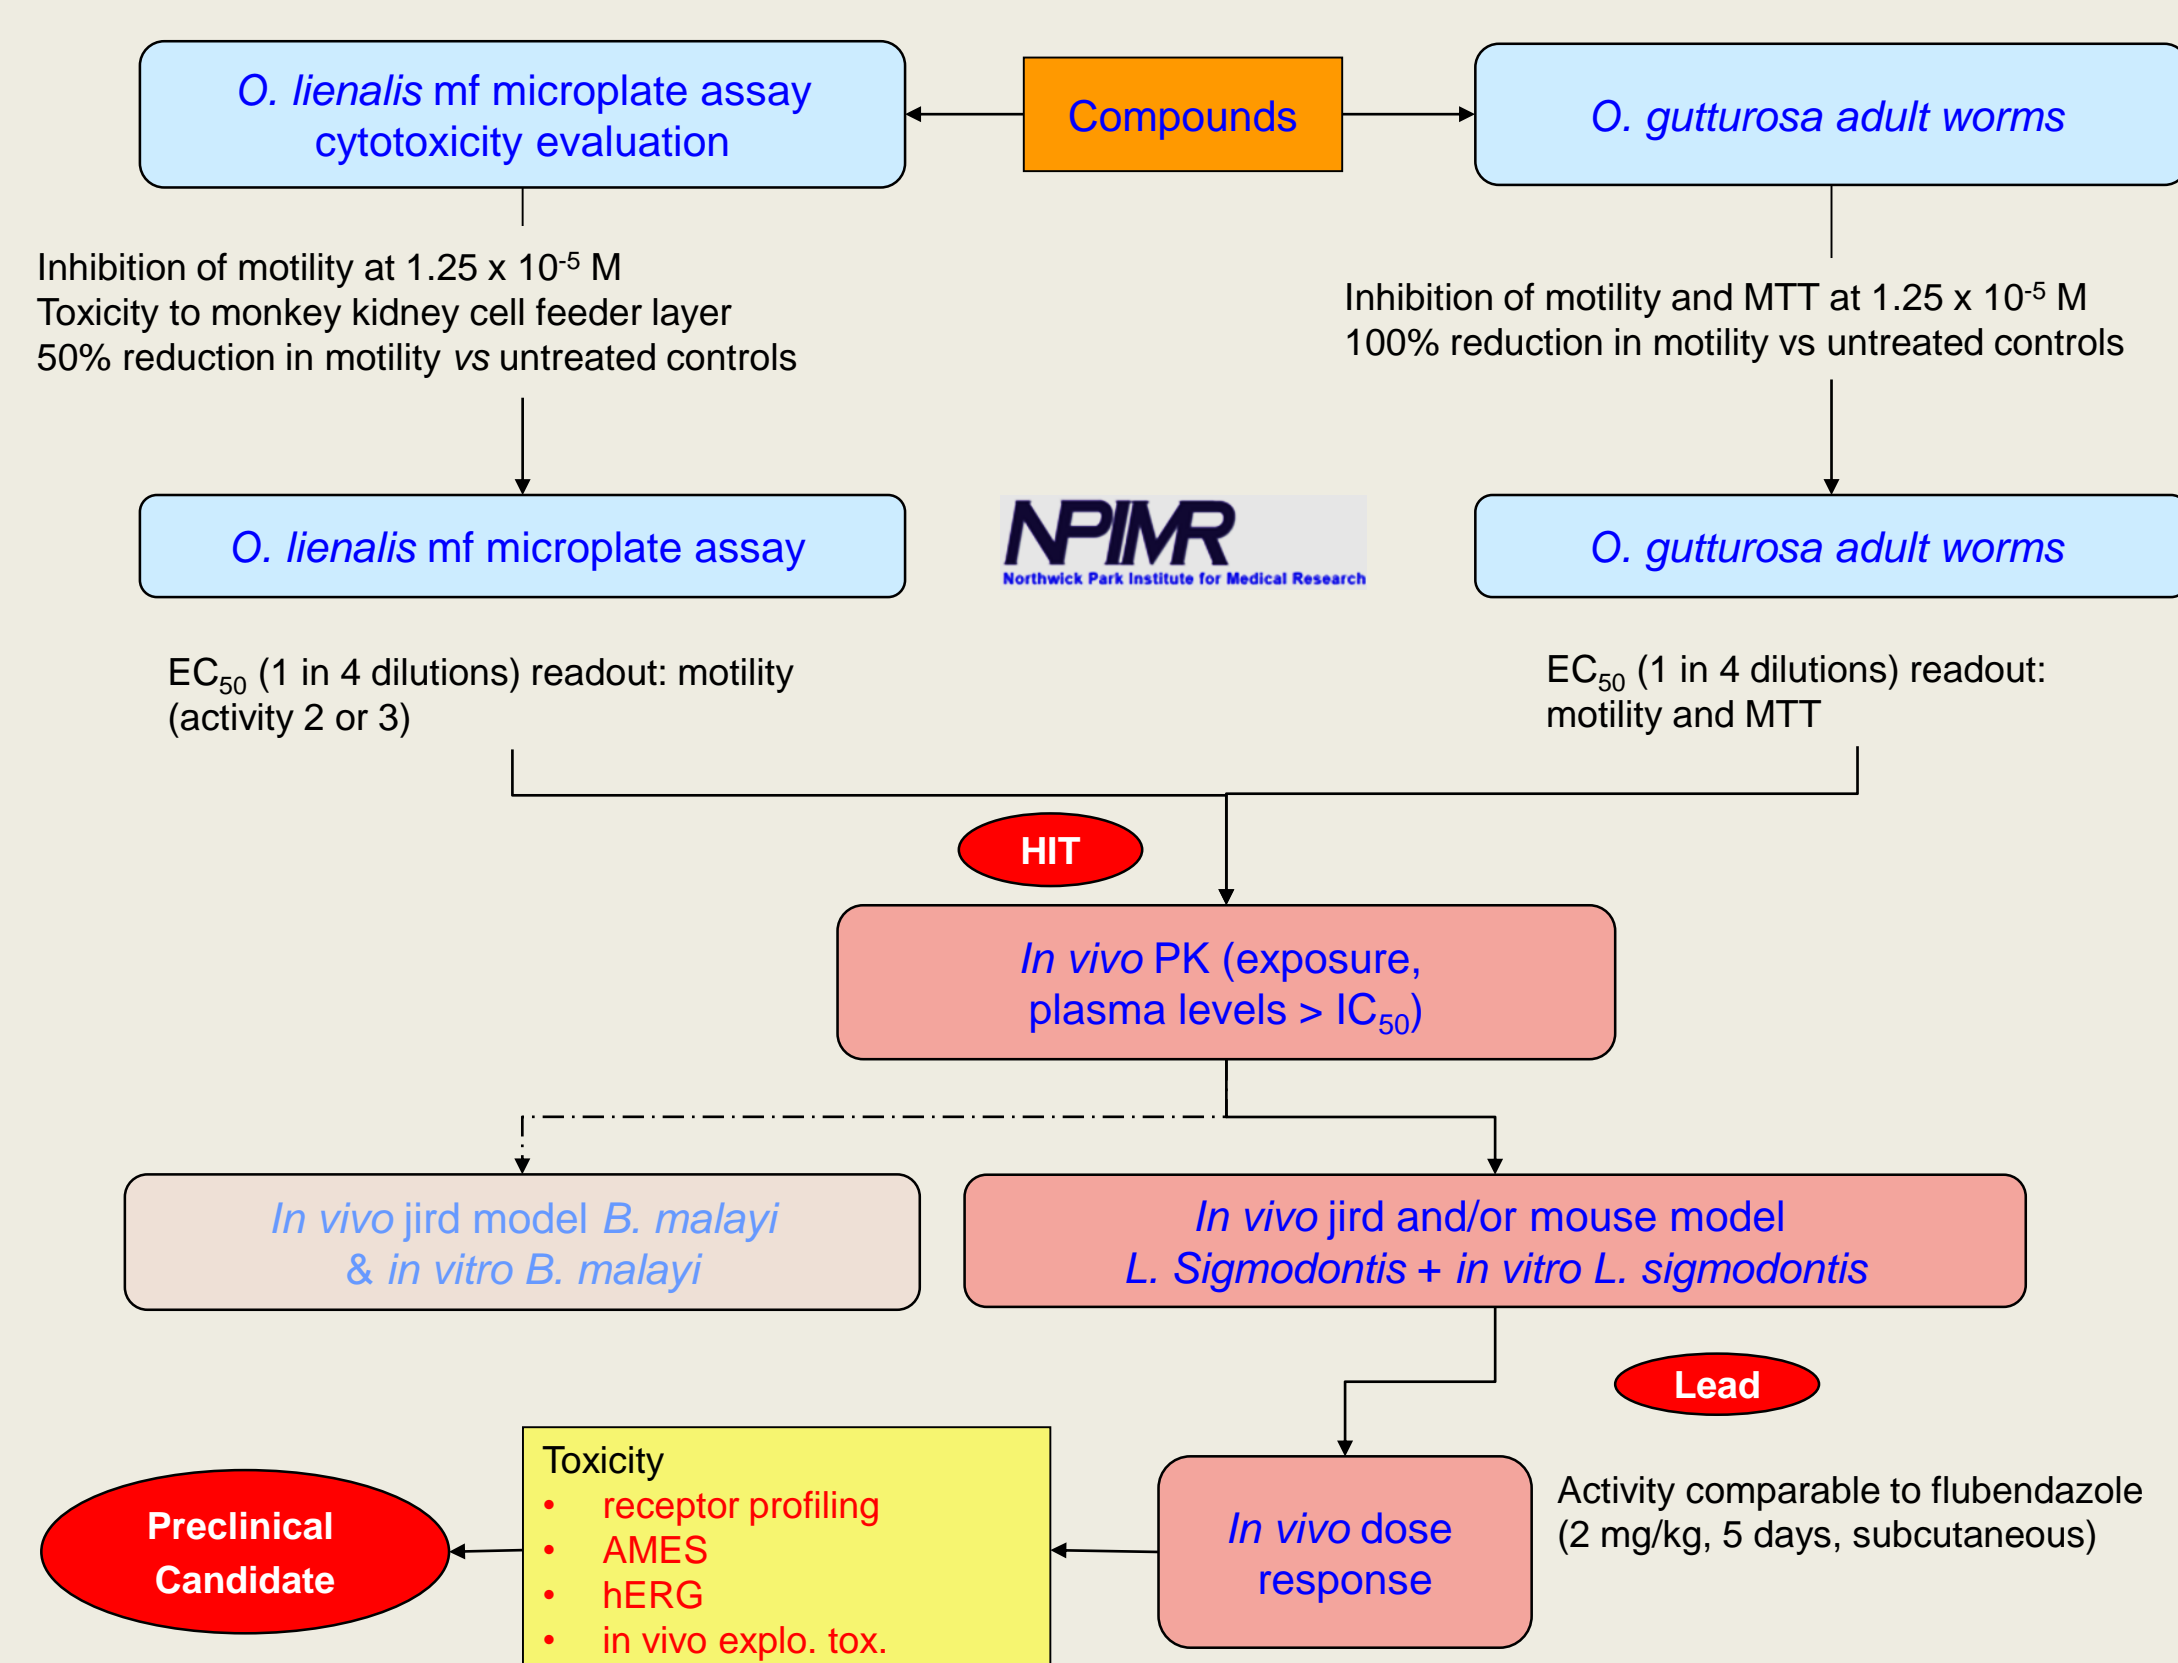 O. lienalis mf microplate assay
cytotoxicity evaluation
Compounds
O. gutturosa adult worms
Inhibition of motility at 1.25 x 10⁻⁵ M
Toxicity to monkey kidney cell feeder layer
50% reduction in motility vs untreated controls
Inhibition of motility and MTT at 1.25 x 10⁻⁵ M
100% reduction in motility vs untreated controls
O. lienalis mf microplate assay
NPIMR
Northwick Park Institute for Medical Research
O. gutturosa adult worms
EC₅₀ (1 in 4 dilutions) readout: motility
(activity 2 or 3)
EC₅₀ (1 in 4 dilutions) readout:
motility and MTT
HIT
In vivo PK (exposure,
plasma levels > IC₅₀)
In vivo jird model B. malayi
& in vitro B. malayi
In vivo jird and/or mouse model
L. Sigmodontis + in vitro L. sigmodontis
Lead
Preclinical
Candidate
Toxicity
• receptor profiling
• AMES
• hERG
• in vivo explo. tox.
In vivo dose
response
Activity comparable to flubendazole
(2 mg/kg, 5 days, subcutaneous)